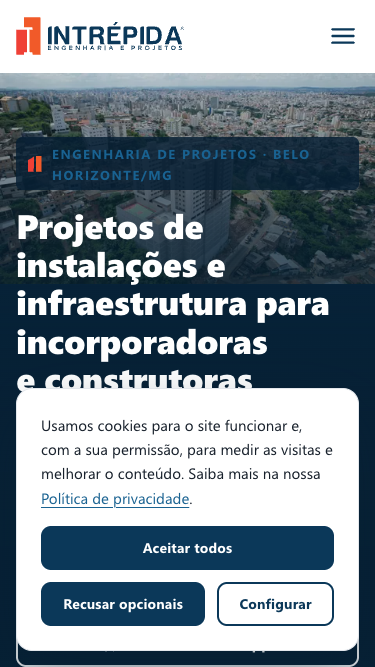 INTRÉPIDA
ENGENHARIA E PROJETOS
ENGENHARIA DE PROJETOS · BELO
HORIZONTE/MG
Projetos de
instalações e
infraestrutura para
incorporadoras
e construtoras
Usamos cookies para o site funcionar e,
com a sua permissão, para medir as visitas e
melhorar o conteúdo. Saiba mais na nossa
Política de privacidade.
Aceitar todos
Recusar opcionais
Configurar